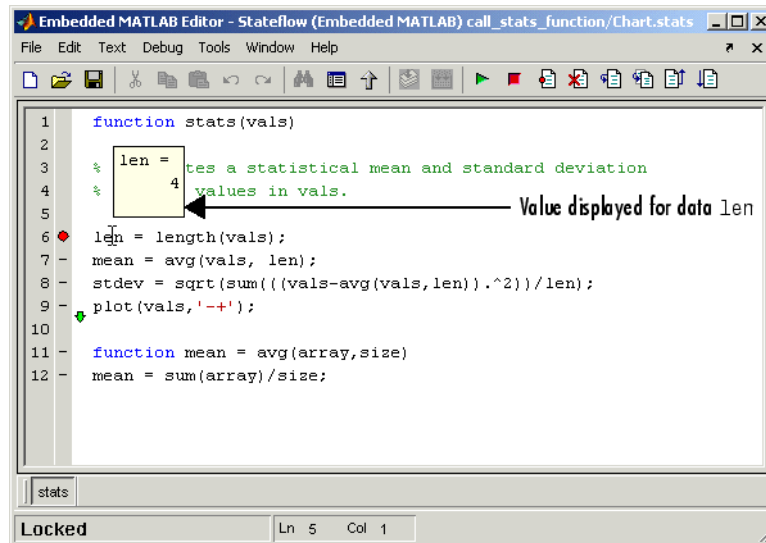 Embedded MATLAB Editor - Stateflow (Embedded MATLAB) call_stats_function/Chart.stats
File Edit Text Debug Tools Window Help
1 function stats(vals)
2
3 % tes a statistical mean and standard deviation
4 % values in vals.
5
len =
4
Value displayed for data len
6 len = length(vals);
7 - mean = avg(vals, len);
8 - stdev = sqrt(sum(((vals-avg(vals,len)).^2))/len);
9 - plot(vals,'-+');
10
11 - function mean = avg(array,size)
12 - mean = sum(array)/size;
stats
Locked Ln 5 Col 1